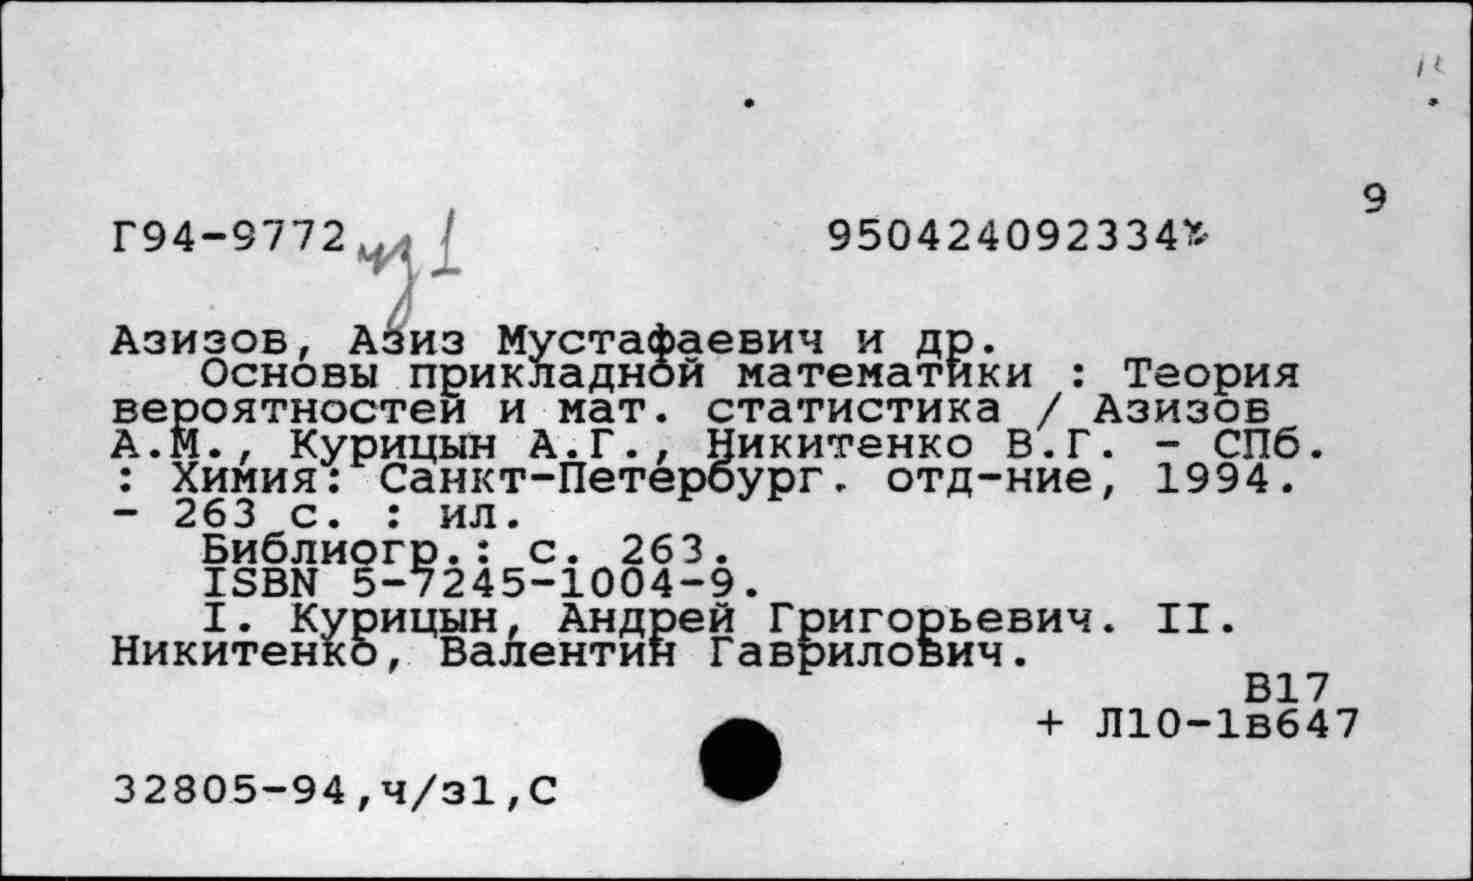 9
Г94-9772
950424092334
Азизов, Азиз Мустафаевич и др.
Основы прикладной математики : Теория
вероятностей и мат. статистика / Азизов
А.М., Курицын А.Г., Никитенко В.Г. - СПб.
: Химия: Санкт-Петербург. отд-ние, 1994.
- 263 с. : ил.
Библиогр.: с. 263.
ISBN 5-7245-1004-9.
I. Курицын, Андрей Григорьевич. II.
Никитенко, Валентин Гаврилович.
В17
+ Л10-1в647
32805-94,ч/з1,С